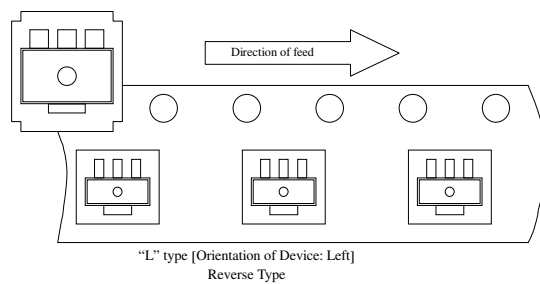 Direction of feed
“L” type [Orientation of Device: Left]
Reverse Type